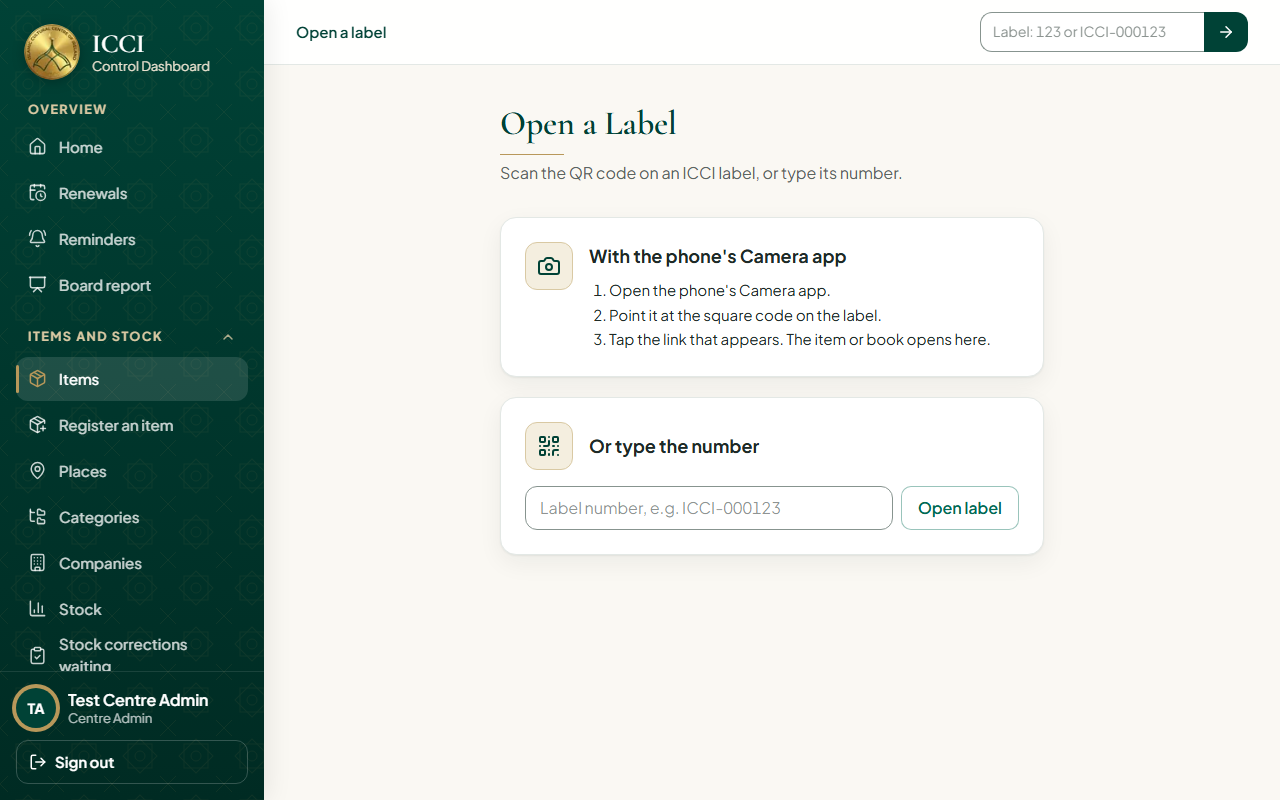 ICCI
Control Dashboard
OVERVIEW
Home
Renewals
Reminders
Board report
ITEMS AND STOCK
Items
Register an item
Places
Categories
Companies
Stock
Stock corrections
waiting
TA
Test Centre Admin
Centre Admin
Sign out
Open a label
Label: 123 or ICCI-000123
Open a Label
Scan the QR code on an ICCI label, or type its number.
With the phone's Camera app
1. Open the phone's Camera app.
2. Point it at the square code on the label.
3. Tap the link that appears. The item or book opens here.
Or type the number
Label number, e.g. ICCI-000123
Open label